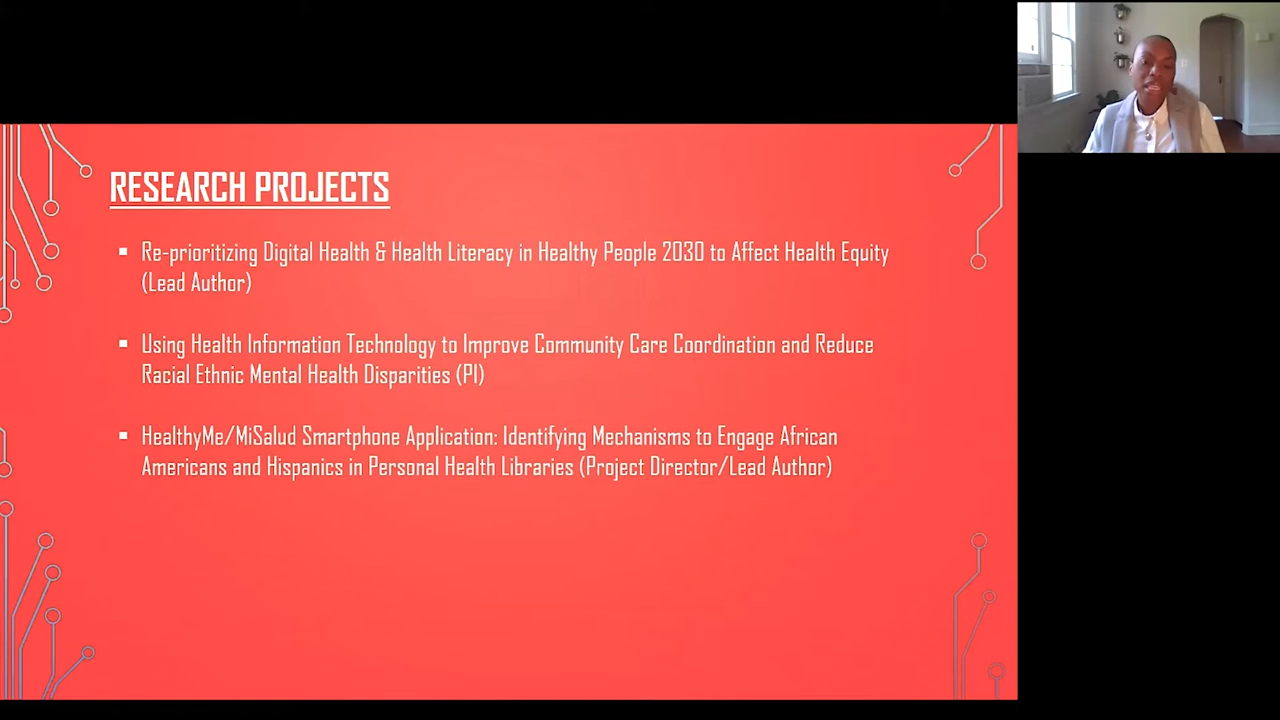 RESEARCH PROJECTS
▪ Re-prioritizing Digital Health & Health Literacy in Healthy People 2030 to Affect Health Equity
(Lead Author)
▪ Using Health Information Technology to Improve Community Care Coordination and Reduce
Racial Ethnic Mental Health Disparities (PI)
▪ HealthyMe/MiSalud Smartphone Application: Identifying Mechanisms to Engage African
Americans and Hispanics in Personal Health Libraries (Project Director/Lead Author)